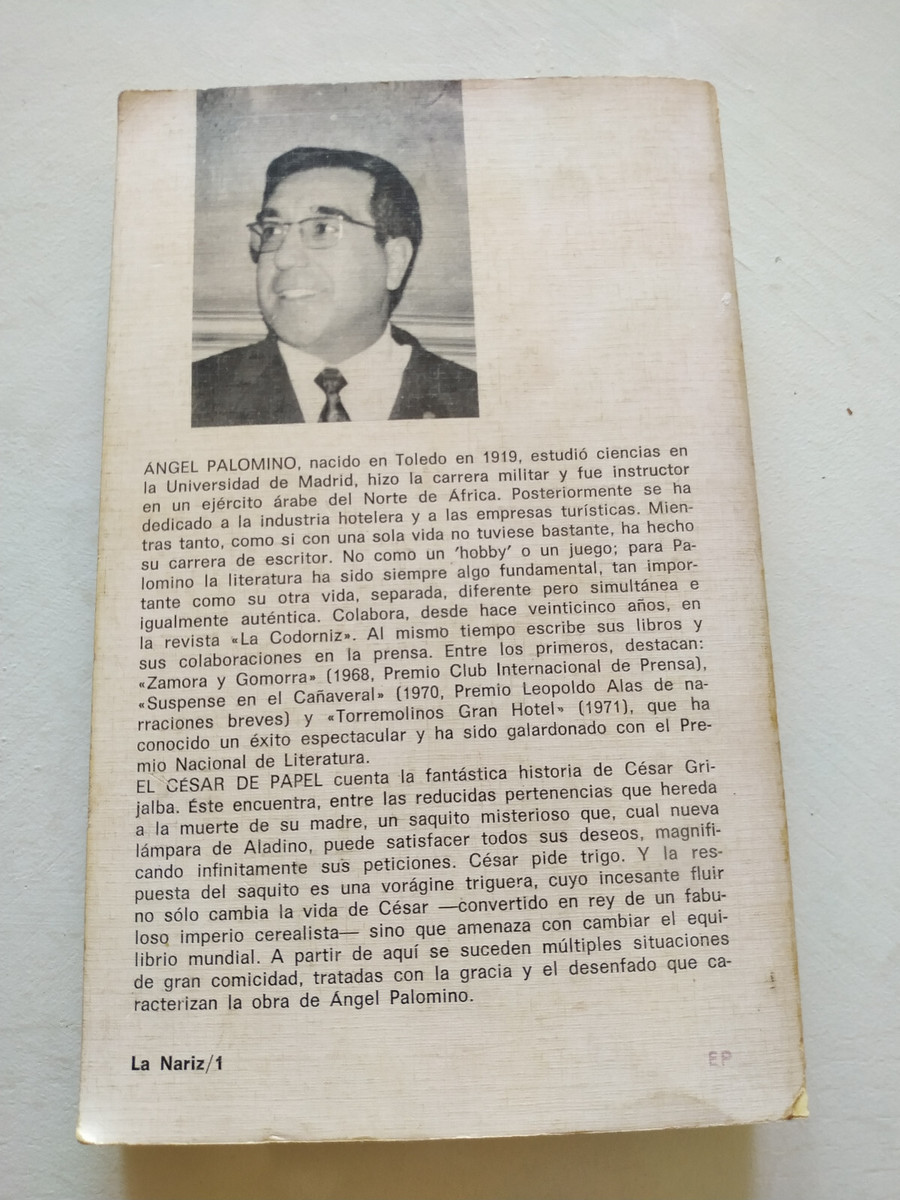 ÁNGEL PALOMINO, nacido en Toledo en 1919, estudió ciencias en
la Universidad de Madrid, hizo la carrera militar y fue instructor
en un ejército árabe del Norte de África. Posteriormente se ha
dedicado a la industria hotelera y a las empresas turísticas. Mien-
tras tanto, como si con una sola vida no tuviese bastante, ha hecho
su carrera de escritor. No como un 'hobby' o un juego; para Pa-
lomino la literatura ha sido siempre algo fundamental, tan impor-
tante como su otra vida, separada, diferente pero simultánea e
igualmente auténtica. Colabora, desde hace veinticinco años, en
la revista «La Codorniz». Al mismo tiempo escribe sus libros y
sus colaboraciones en la prensa. Entre los primeros, destacan:
«Zamora y Gomorra» (1968, Premio Club Internacional de Prensa),
«Suspense en el Cañaveral» (1970, Premio Leopoldo Alas de na-
rraciones breves) y «Torremolinos Gran Hotel» (1971), que ha
conocido un éxito espectacular y ha sido galardonado con el Pre-
mio Nacional de Literatura.
EL CÉSAR DE PAPEL cuenta la fantástica historia de César Gri-
jalba. Éste encuentra, entre las reducidas pertenencias que hereda
a la muerte de su madre, un saquito misterioso que, cual nueva
lámpara de Aladino, puede satisfacer todos sus deseos, magnifi-
cando infinitamente sus peticiones. César pide trigo. Y la res-
puesta del saquito es una vorágine triguera, cuyo incesante fluir
no sólo cambia la vida de César —convertido en rey de un fabu-
loso imperio cerealista— sino que amenaza con cambiar el equi-
librio mundial. A partir de aquí se suceden múltiples situaciones
de gran comicidad, tratadas con la gracia y el desenfado que ca-
racterizan la obra de Ángel Palomino.
La Nariz/1
EP